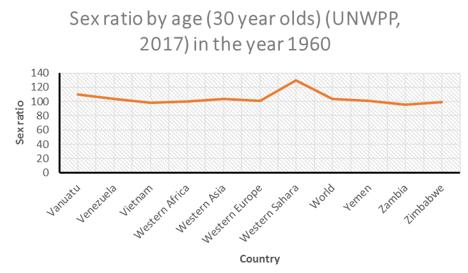 Sex ratio by age (30 year olds) (UNWPP,
2017) in the year 1960
140
120
100
80
60
40
20
0
Sex ratio
Vanuatu
Venezuela
Vietnam
Western Africa
Western Asia
Western Europe
Western Sahara
World
Yemen
Zambia
Zimbabwe
Country